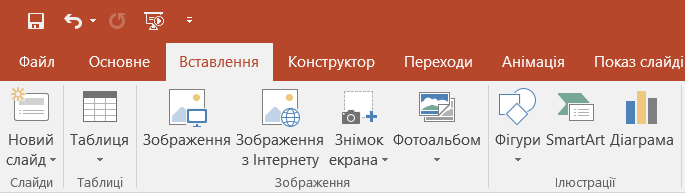 Файл Основне Вставлення Конструктор Переходи Анімація Показ слайді
Новий слайд Таблиця Зображення Зображення з Інтернету Знімок екрана Фотоальбом Фігури SmartArt Діаграма
Слайди Таблиці Зображення Ілюстрації